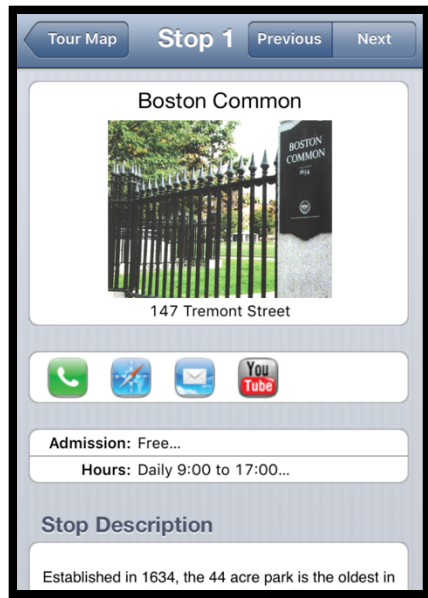 Tour Map
Stop 1
Previous
Next
Boston Common
BOSTON
COMMON
1634
147 Tremont Street
You
Tube
Admission: Free...
Hours: Daily 9:00 to 17:00...
Stop Description
Established in 1634, the 44 acre park is the oldest in